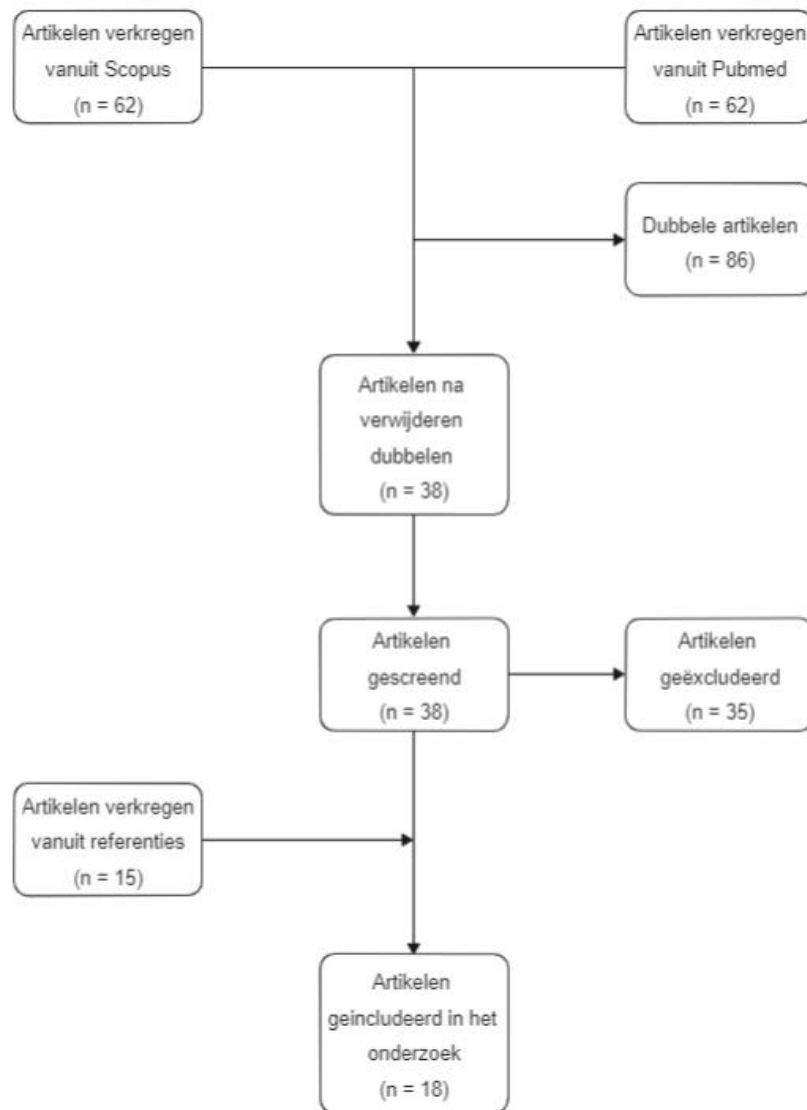 Artikelen verkregen
vanuit Scopus
(n = 62)
Artikelen verkregen
vanuit Pubmed
(n = 62)
Dubbele artikelen
(n = 86)
Artikelen na
verwijderen
dubbelen
(n = 38)
Artikelen
gescreend
(n = 38)
Artikelen
geëxcludeerd
(n = 35)
Artikelen verkregen
vanuit referenties
(n = 15)
Artikelen
geincludeerd in het
onderzoek
(n = 18)